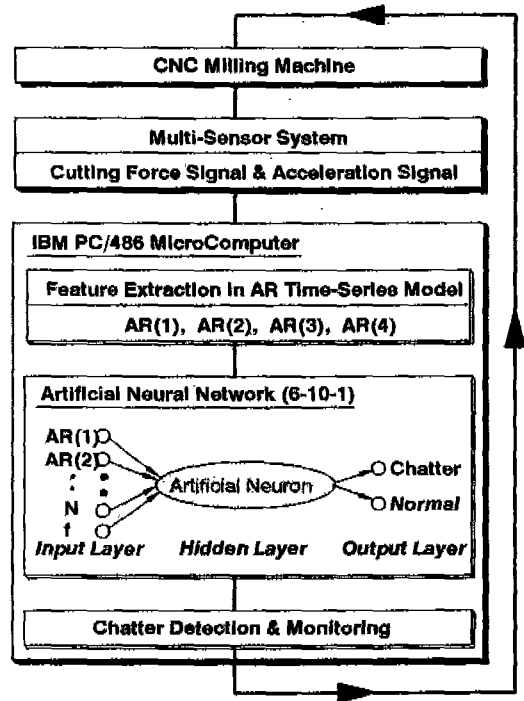 CNC Milling Machine
Multi-Sensor System
Cutting Force Signal & Acceleration Signal
IBM PC/486 MicroComputer
Feature Extraction in AR Time-Series Model
AR(1), AR(2), AR(3), AR(4)
Artificial Neural Network (6-10-1)
AR(1)
AR(2)
Artificial Neuron
Chatter
N
Normal
f
Input Layer Hidden Layer Output Layer
Chatter Detection & Monitoring